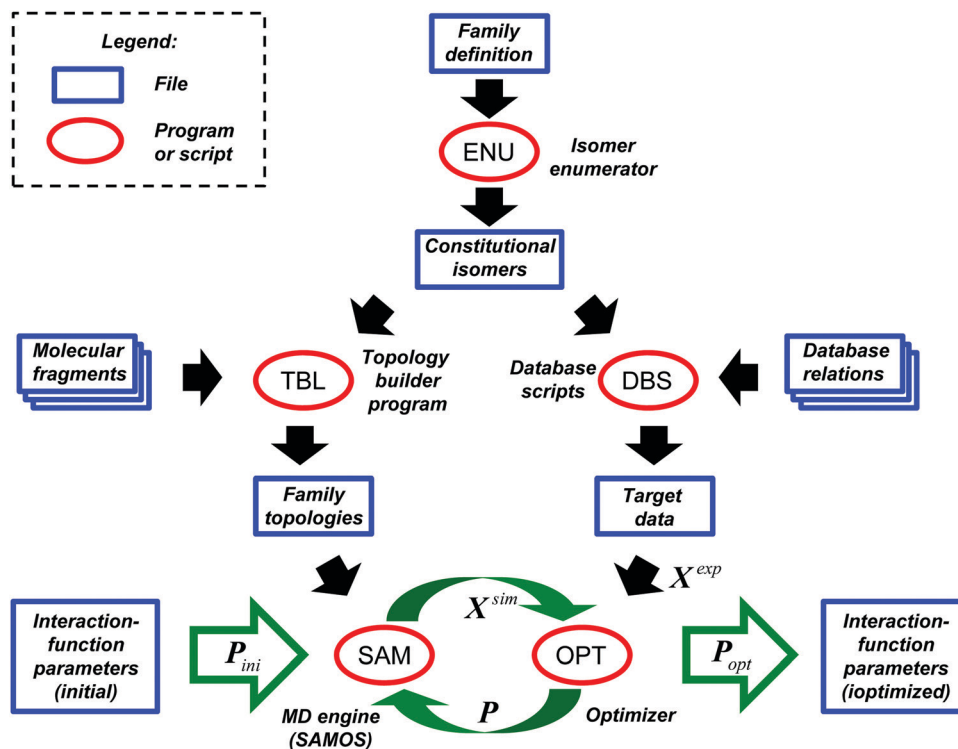 Legend:
File
Program
or script
Family
definition
ENU
Isomer
enumerator
Constitutional
isomers
Molecular
fragments
TBL
Topology
builder
program
Database
scripts
DBS
Database
relations
Family
topologies
Target
data
X^exp
Interaction-
function
parameters
(initial)
P_ini
SAM
X^sim
OPT
P
MD engine
(SAMOS)
Optimizer
P_opt
Interaction-
function
parameters
(ioptimized)